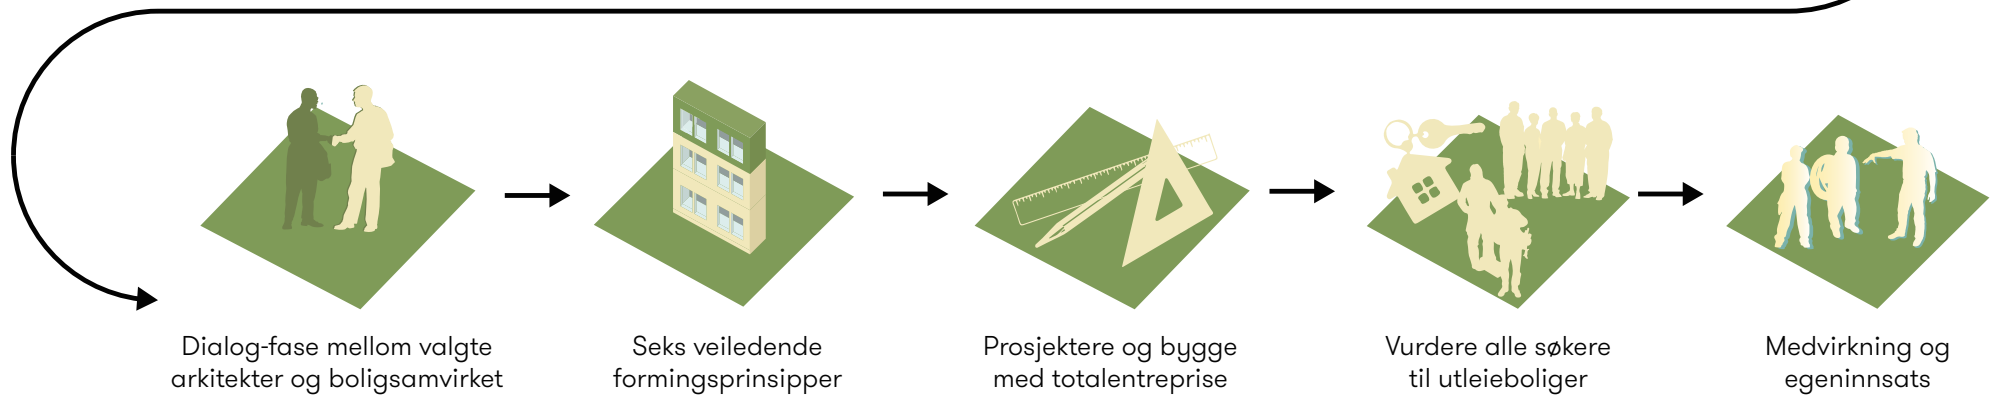 Dialog-fase mellom valgte
arkitekter og boligsamvirket
Seks veiledende
formingsprinsipper
Prosjektere og bygge
med totalentreprise
Vurdere alle søkere
til utleieboliger
Medvirkning og
egeninnsats